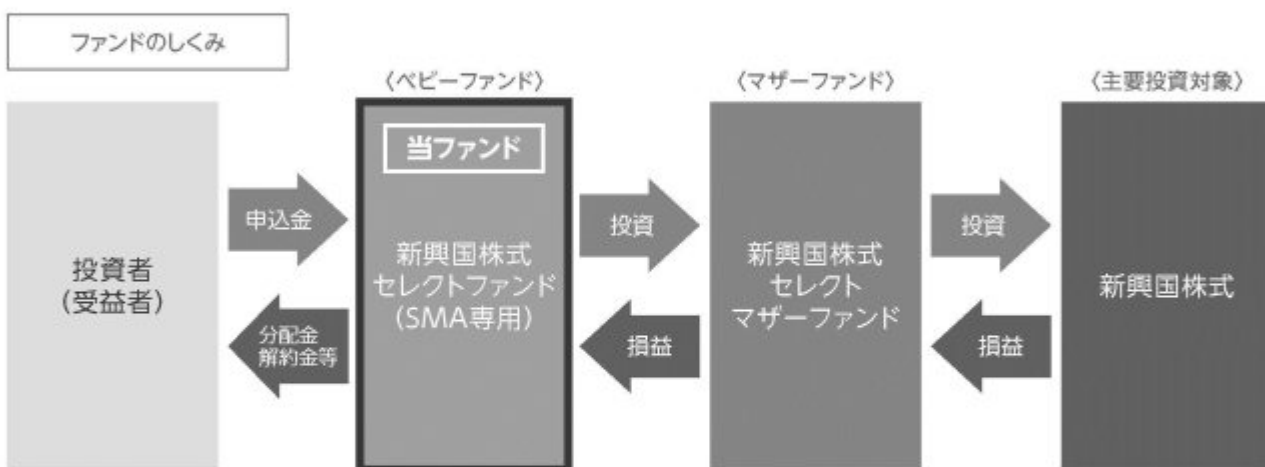 ファンドのしくみ
〈ベビーファンド〉
〈マザーファンド〉
〈主要投資対象〉
投資者
(受益者)
申込金
分配金
解約金等
当ファンド
新興国株式
セレクトファンド
(SMA専用)
投資
損益
新興国株式
セレクト
マザーファンド
投資
損益
新興国株式